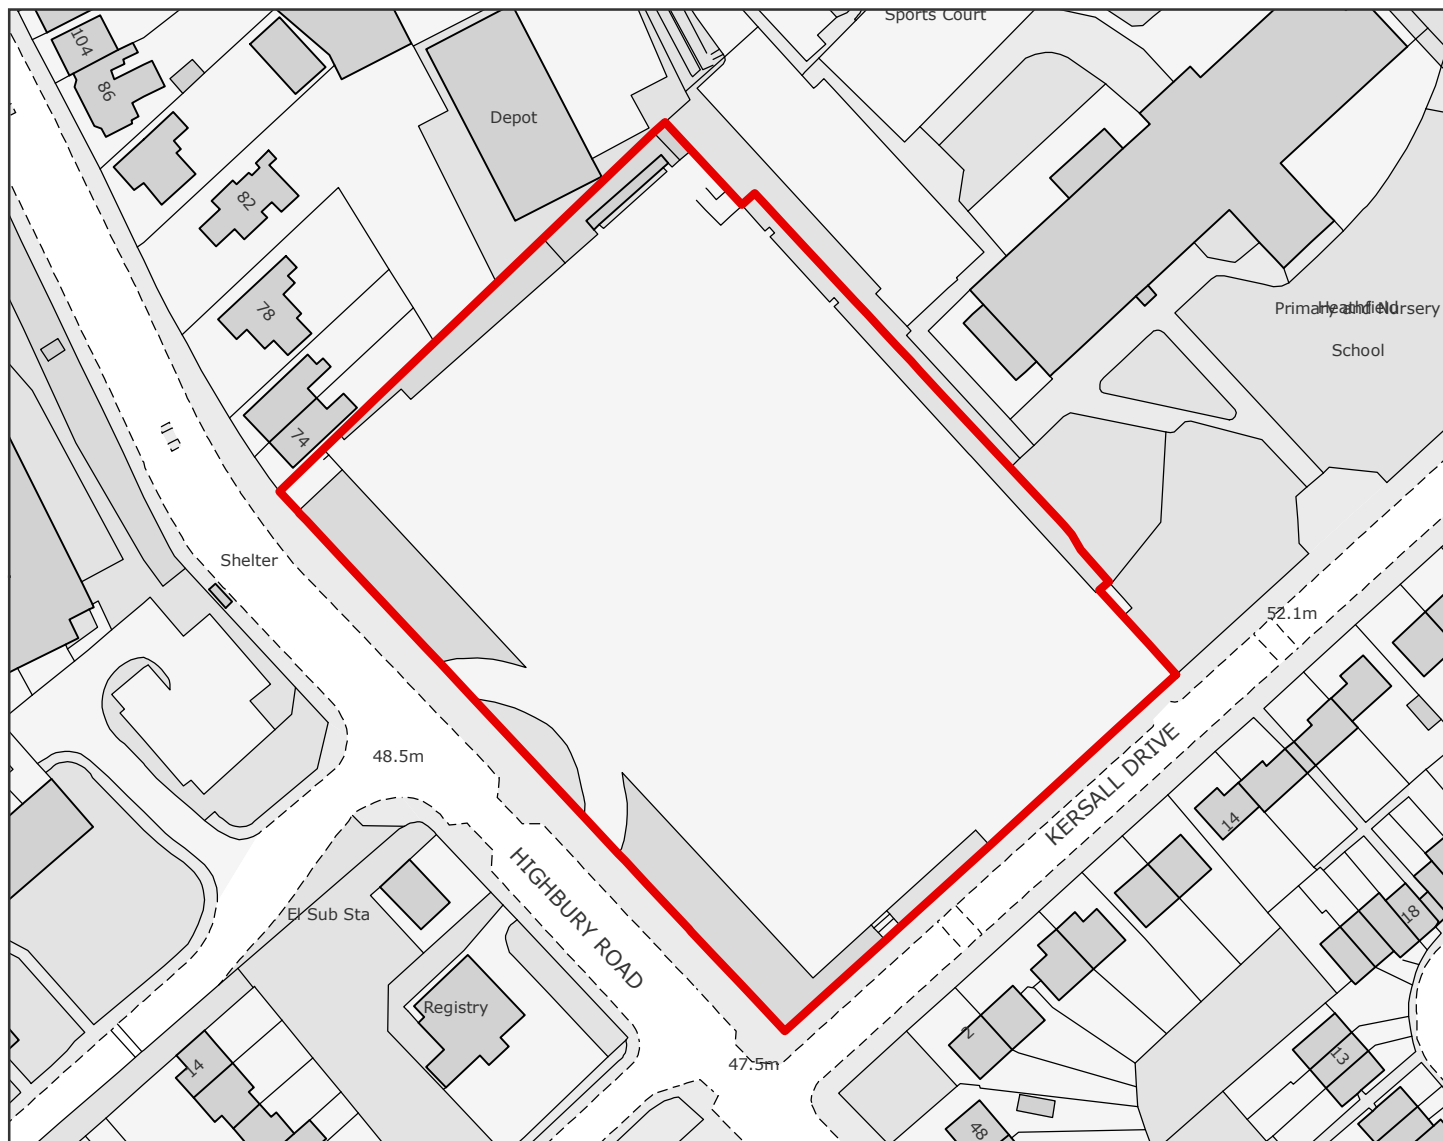 Sports Court
104
86
Depot
82
78
Heathfield
Primary and Nursery
School
74
Shelter
52.1m
48.5m
KERSALL DRIVE
14
HIGHBURY ROAD
El Sub Sta
18
Registry
2
47.5m
14
13
48